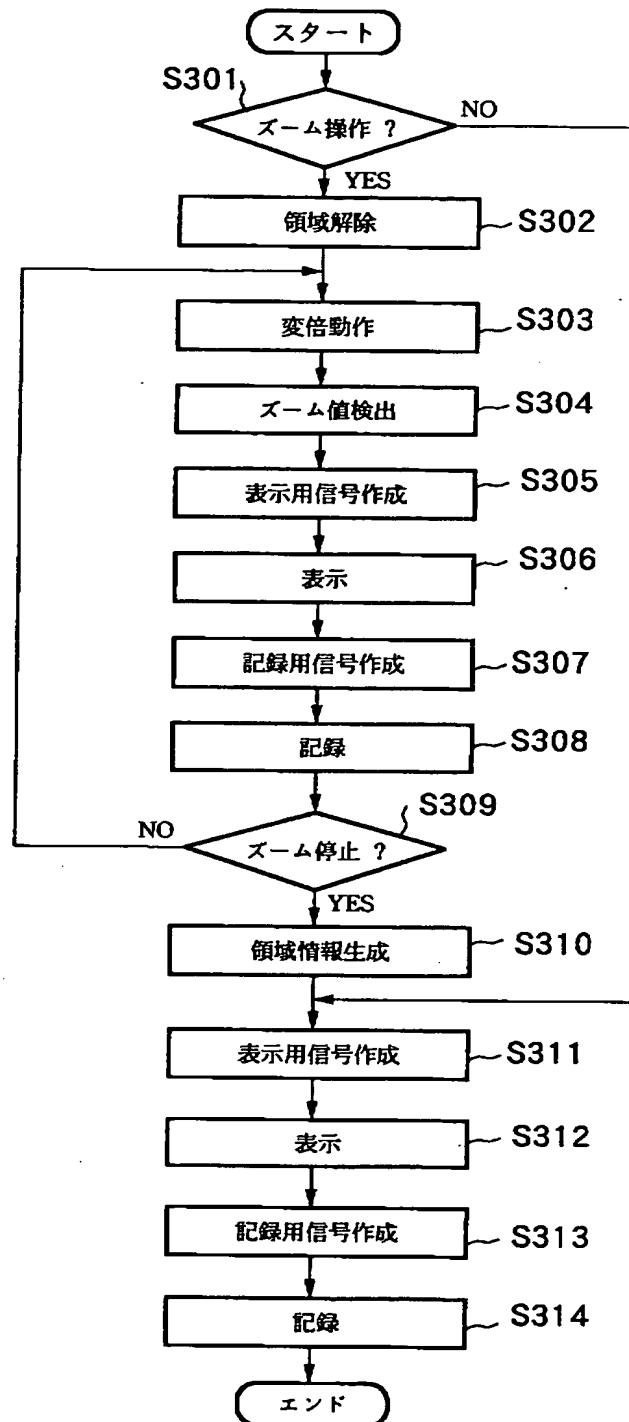 スタート
S301
ズーム操作 ?
NO
YES
領域解除
S302
変倍動作
S303
ズーム値検出
S304
表示用信号作成
S305
表示
S306
記録用信号作成
S307
記録
S308
S309
ズーム停止 ?
NO
YES
領域情報生成
S310
表示用信号作成
S311
表示
S312
記録用信号作成
S313
記録
S314
エンド